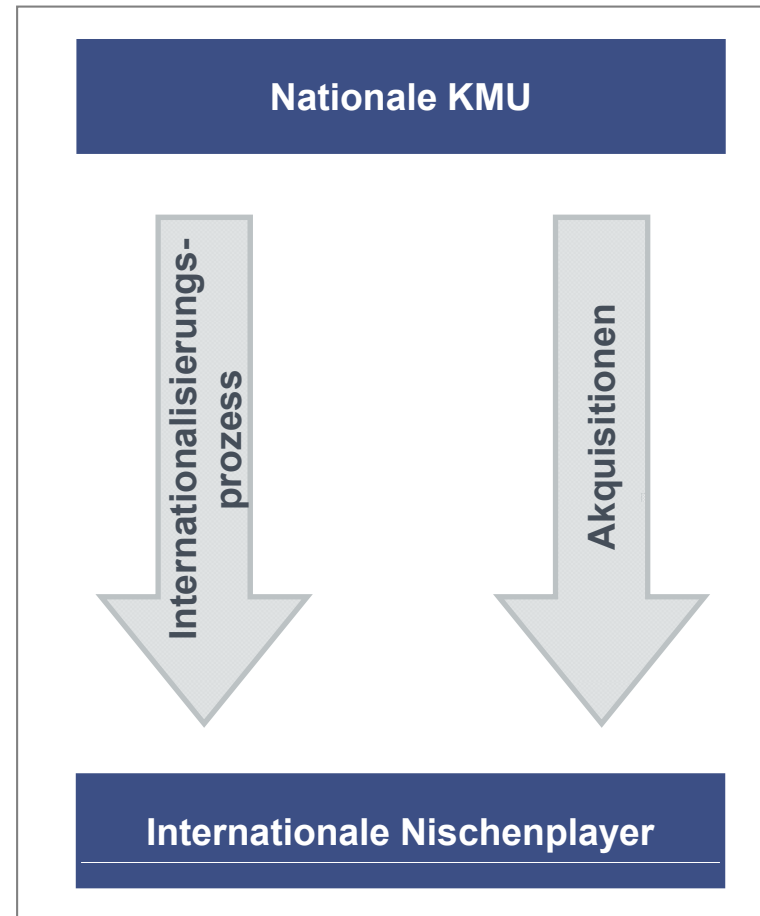 Nationale KMU
Internationalisierungs-
prozess
Akquisitionen
Internationale Nischenplayer